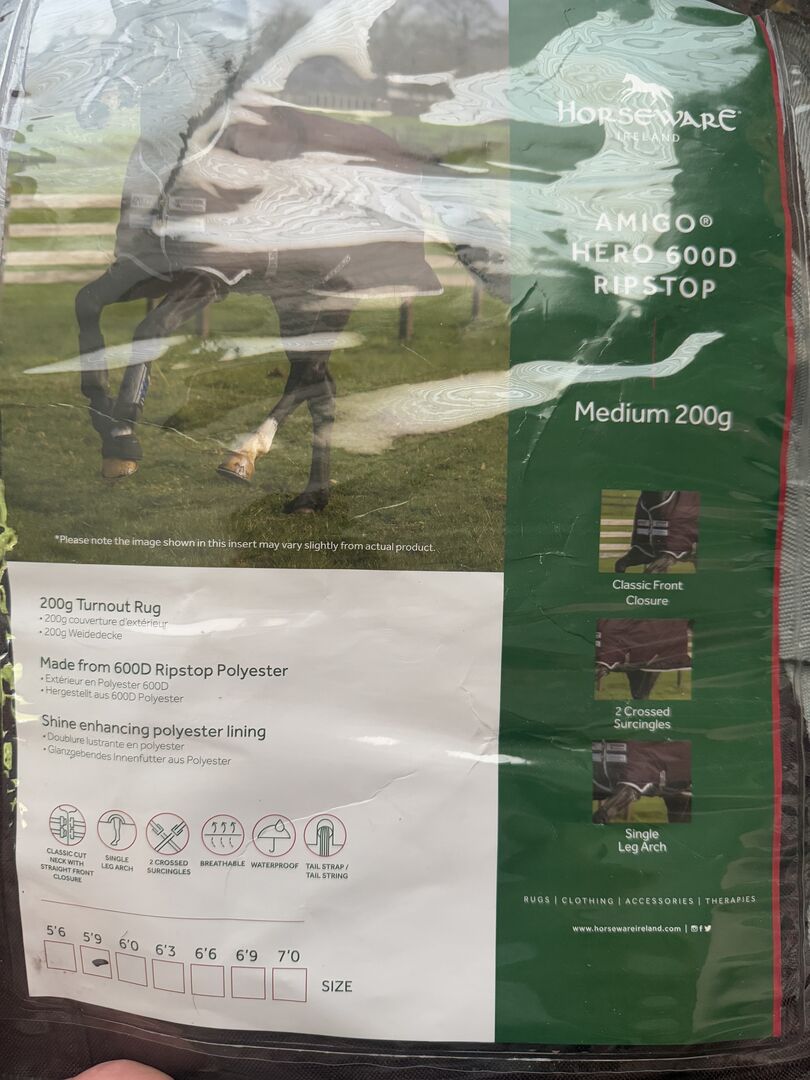 HORSEWARE®
IRELAND
AMIGO®
HERO 600D
RIPSTOP
Medium 200g
*Please note the image shown in this insert may vary slightly from actual product.
Classic Front
Closure
2 Crossed
Surcingles
Single
Leg Arch
RUGS | CLOTHING | ACCESSORIES | THERAPIES
www.horsewareireland.com |
200g Turnout Rug
• 200g couverture d'extérieur
• 200g Weidedecke
Made from 600D Ripstop Polyester
• Extérieur en Polyester 600D
• Hergestellt aus 600D Polyester
Shine enhancing polyester lining
• Doublure lustrante en polyester
• Glanzgebendes Innenfutter aus Polyester
CLASSIC CUT
NECK WITH
STRAIGHT FRONT
CLOSURE
SINGLE
LEG ARCH
2 CROSSED
SURCINGLES
BREATHABLE
WATERPROOF
TAIL STRAP /
TAIL STRING
5'6 5'9 6'0 6'3 6'6 6'9 7'0
SIZE